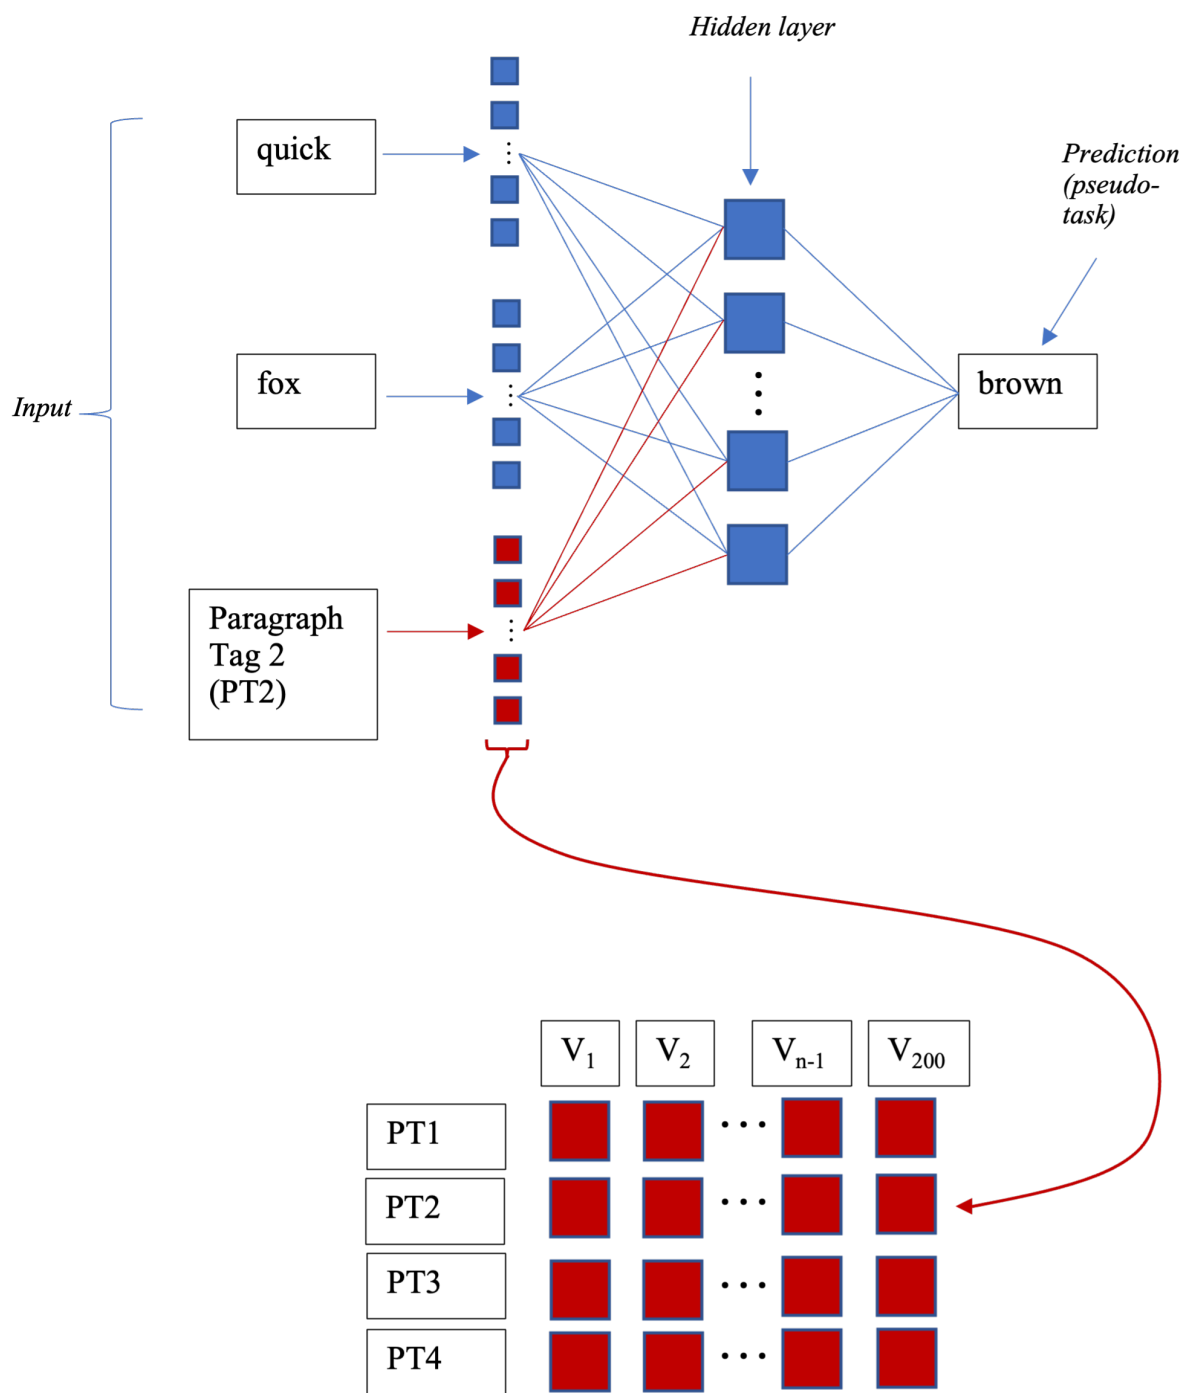 Hidden layer
quick
Prediction
(pseudo-
task)
fox
Input
brown
Paragraph
Tag 2
(PT2)
V1
V2
Vn-1
V200
PT1
PT2
PT3
PT4